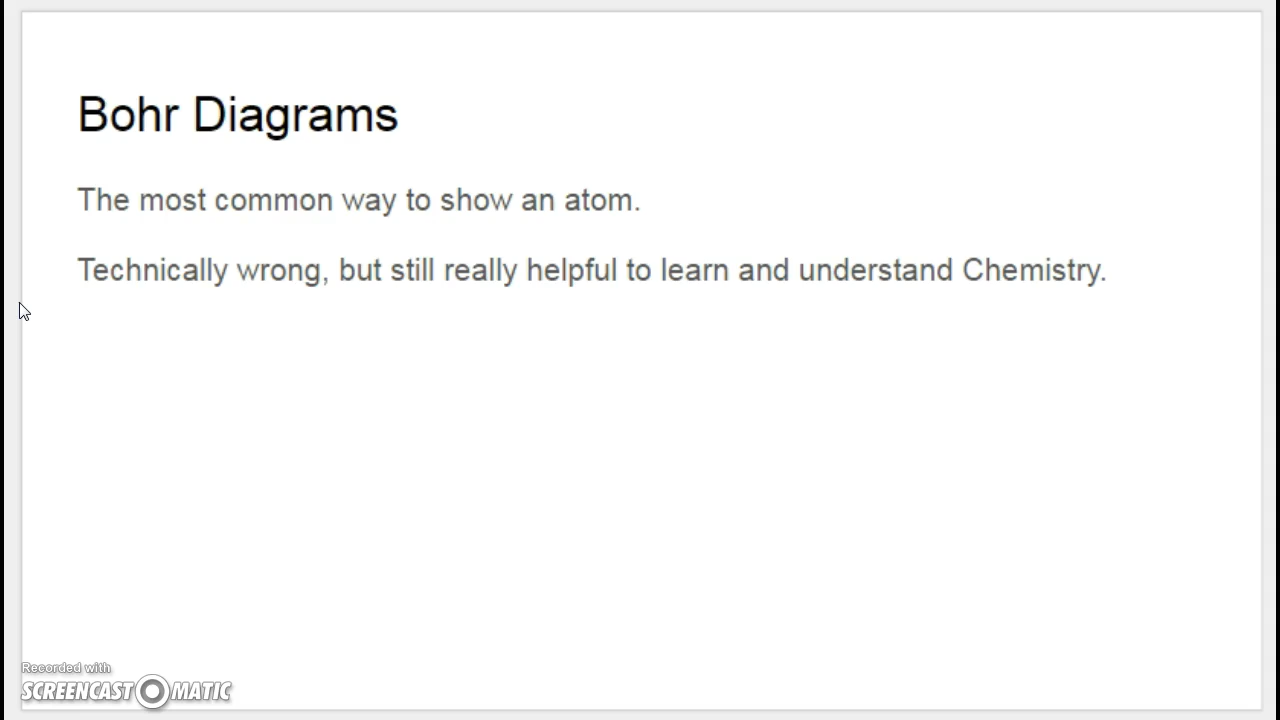 Bohr Diagrams
The most common way to show an atom.
Technically wrong, but still really helpful to learn and understand Chemistry.
Recorded with
SCREENCAST MATIC